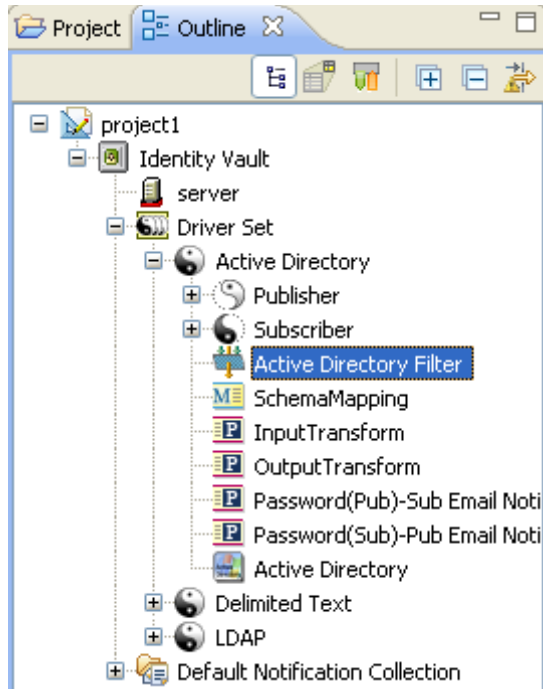 Project Outline
project1
Identity Vault
server
Driver Set
Active Directory
Publisher
Subscriber
Active Directory Filter
SchemaMapping
InputTransform
OutputTransform
Password(Pub)-Sub Email Noti
Password(Sub)-Pub Email Noti
Active Directory
Delimited Text
LDAP
Default Notification Collection